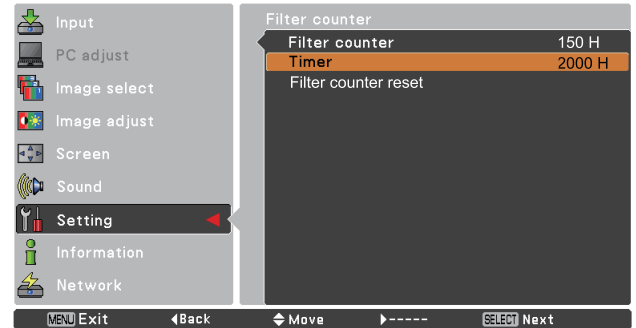 Input
PC adjust
Image select
Image adjust
Screen
Sound
Setting
Information
Network
Filter counter
Filter counter 150 H
Timer 2000 H
Filter counter reset
MENU Exit ◀Back Move ▶----- SELECT Next